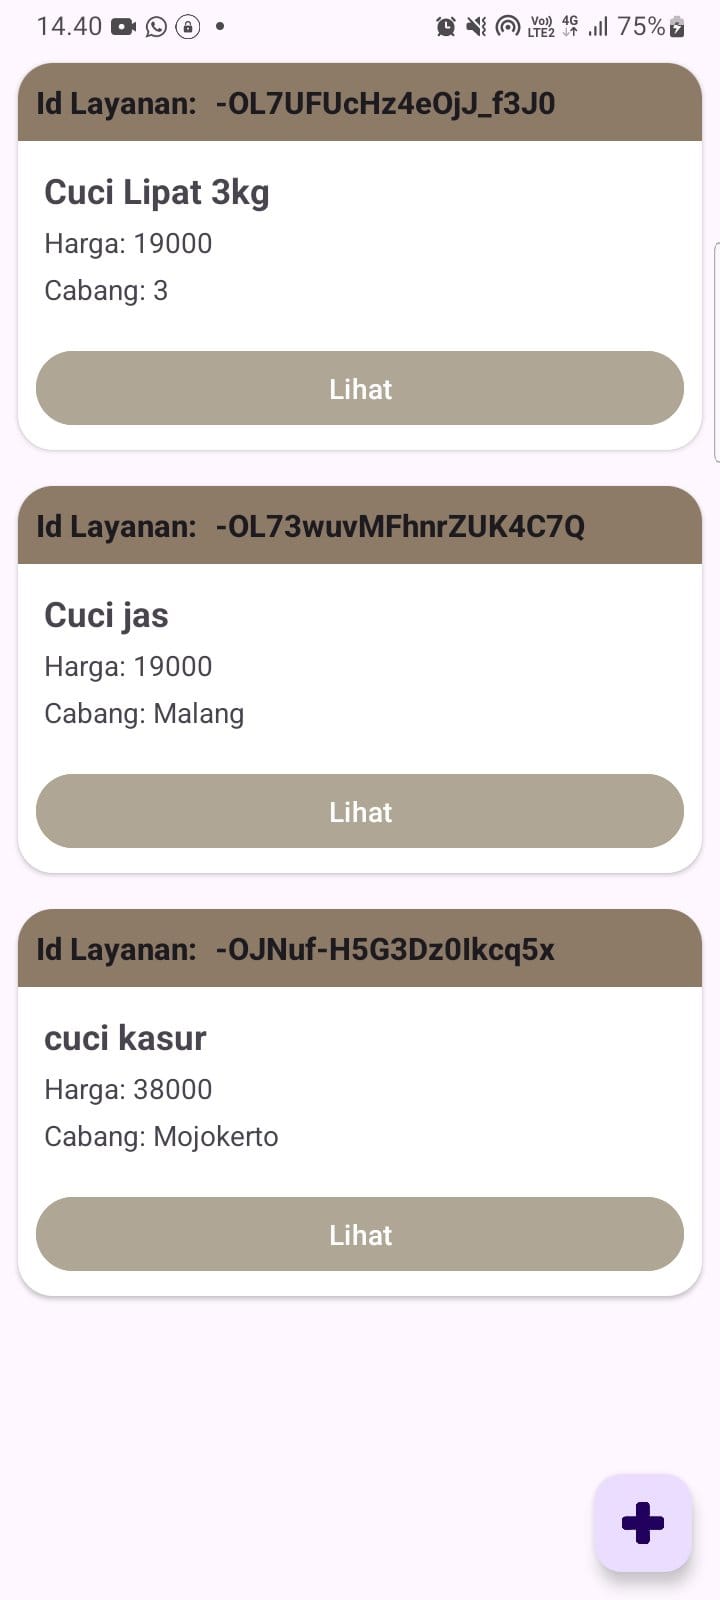 14.40 Vo)) LTE2 4G 75%
Id Layanan: -OL7UFUcHz4eOjJ_f3J0
Cuci Lipat 3kg
Harga: 19000
Cabang: 3
Lihat
Id Layanan: -OL73wuvMFhnrZUK4C7Q
Cuci jas
Harga: 19000
Cabang: Malang
Lihat
Id Layanan: -OJNuf-H5G3Dz0Ikcq5x
cuci kasur
Harga: 38000
Cabang: Mojokerto
Lihat